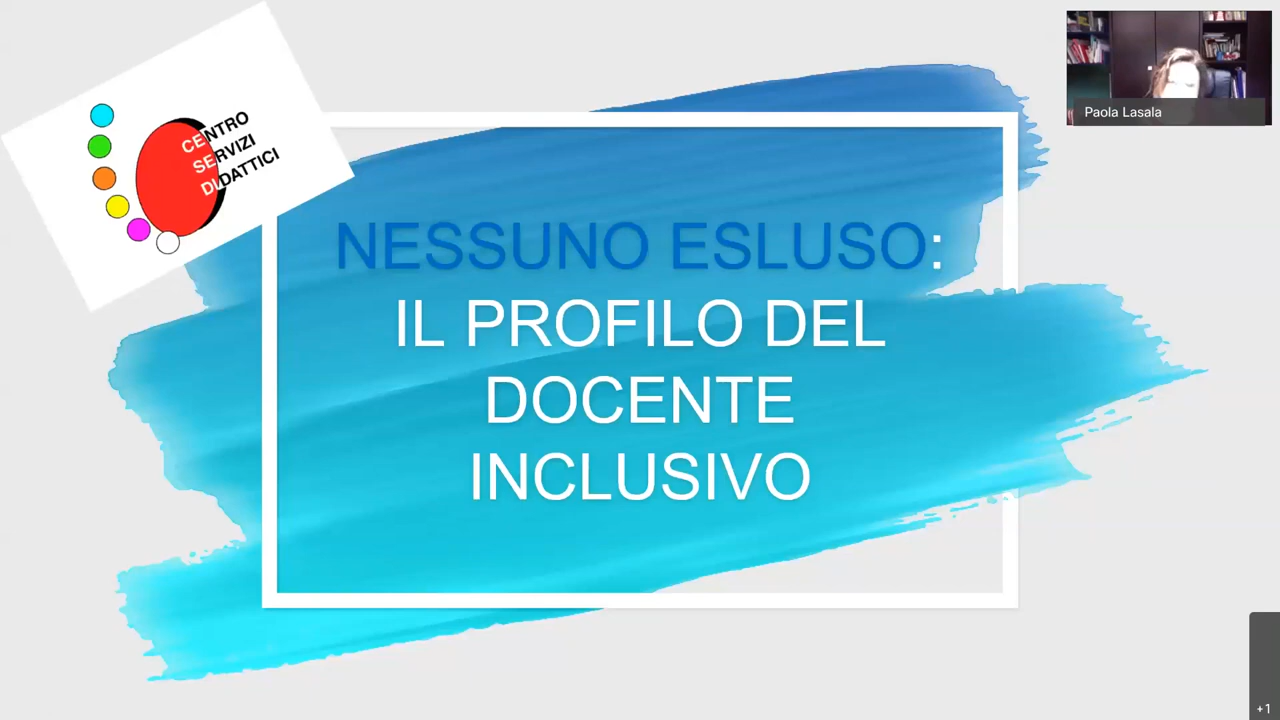 CENTRO
SERVIZI
DIDATTICI
Paola Lasala
NESSUNO ESLUSO:
IL PROFILO DEL
DOCENTE
INCLUSIVO
+1